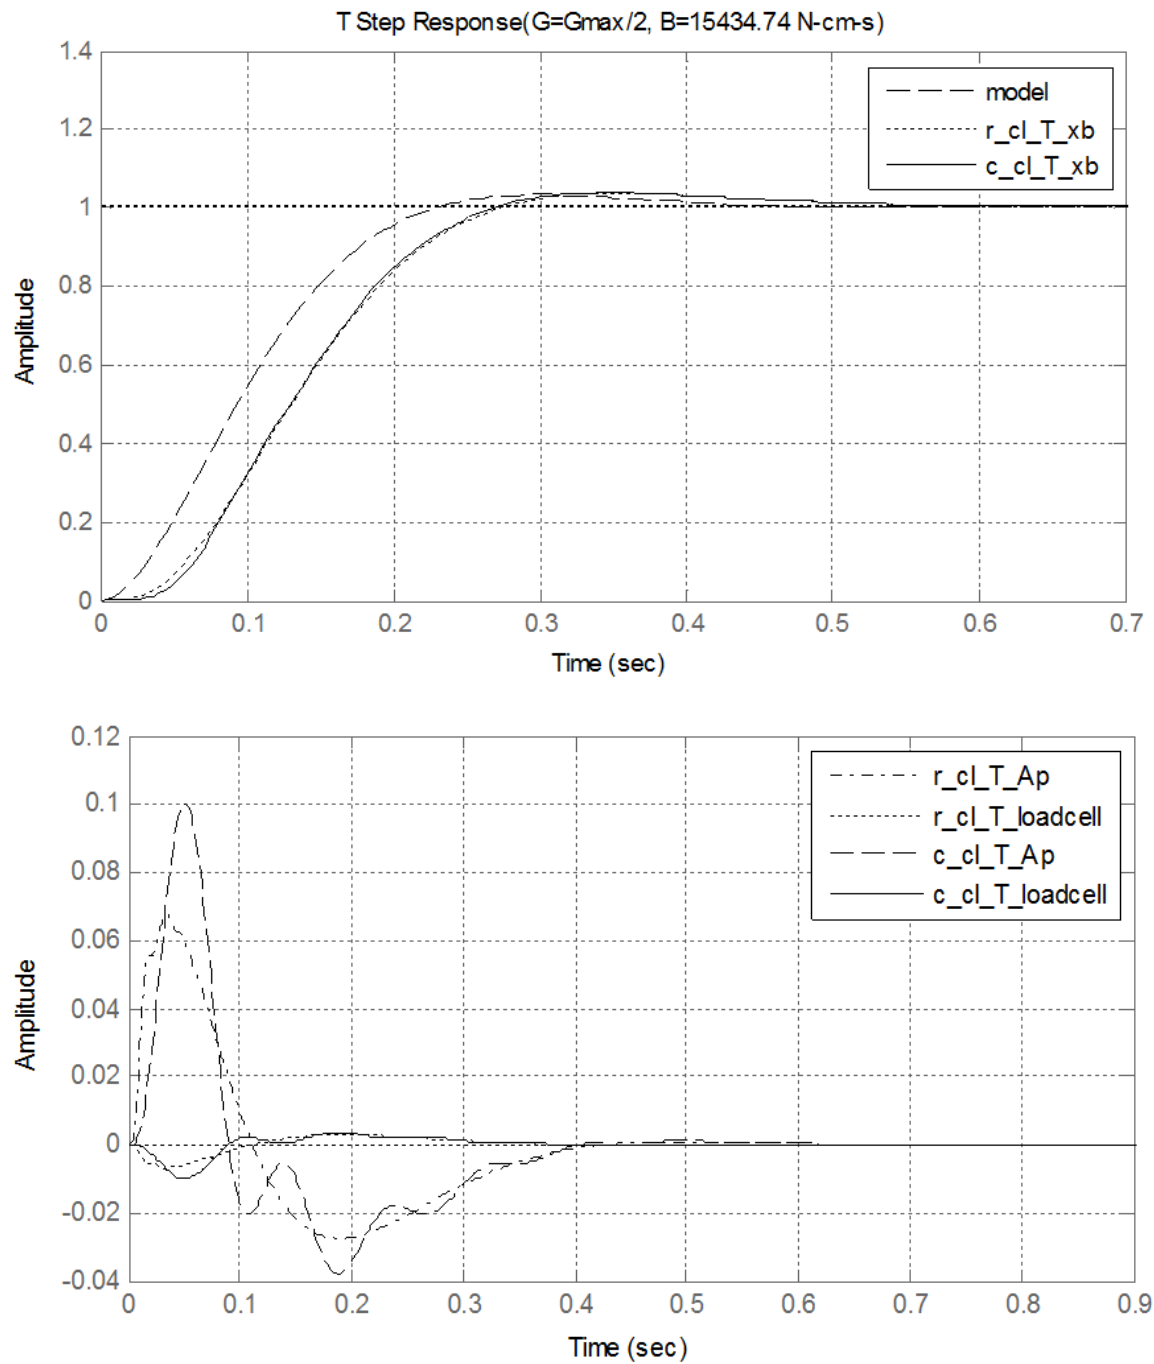 T Step Response(G=Gmax/2, B=15434.74 N-cm-s)
1.4
1.2
1
0.8
0.6
0.4
0.2
0
Amplitude
model
r_cl_T_xb
c_cl_T_xb
0 0.1 0.2 0.3 0.4 0.5 0.6 0.7
Time (sec)
0.12
0.1
0.08
0.06
0.04
0.02
0
-0.02
-0.04
Amplitude
r_cl_T_Ap
r_cl_T_loadcell
c_cl_T_Ap
c_cl_T_loadcell
0 0.1 0.2 0.3 0.4 0.5 0.6 0.7 0.8 0.9
Time (sec)